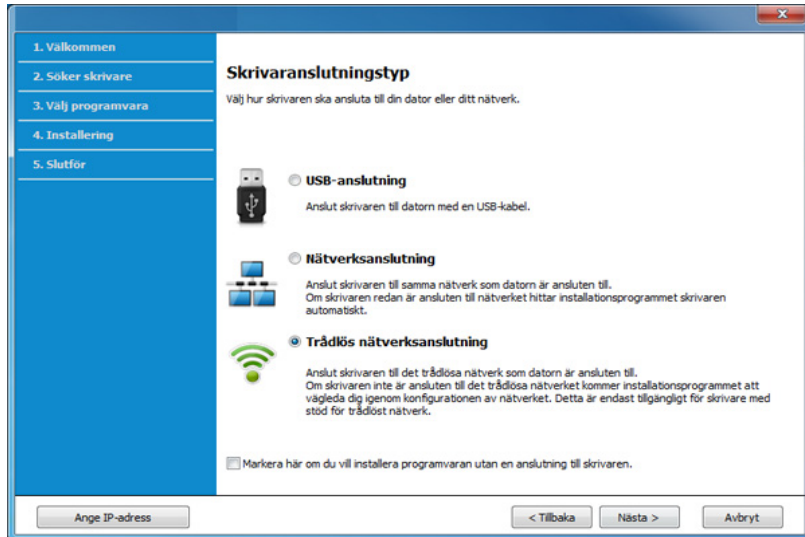 1. Välkommen
2. Söker skrivare
3. Välj programvara
4. Installering
5. Slutför
Skrivaranslutningstyp
Välj hur skrivaren ska ansluta till din dator eller ditt nätverk.
USB-anslutning
Anslut skrivaren till datorn med en USB-kabel.
Nätverksanslutning
Anslut skrivaren till samma nätverk som datorn är ansluten till.
Om skrivaren redan är ansluten till nätverket hittar installationsprogrammet skrivaren
automatiskt.
Trådlös nätverksanslutning
Anslut skrivaren till det trådlösa nätverk som datorn är ansluten till.
Om skrivaren inte är ansluten till det trådlösa nätverket kommer installationsprogrammet att
vägleda dig igenom konfigurationen av nätverket. Detta är endast tillgängligt för skrivare med
stöd för trådlöst nätverk.
Markera här om du vill installera programvaran utan en anslutning till skrivaren.
Ange IP-adress
< Tillbaka
Nästa >
Avbryt